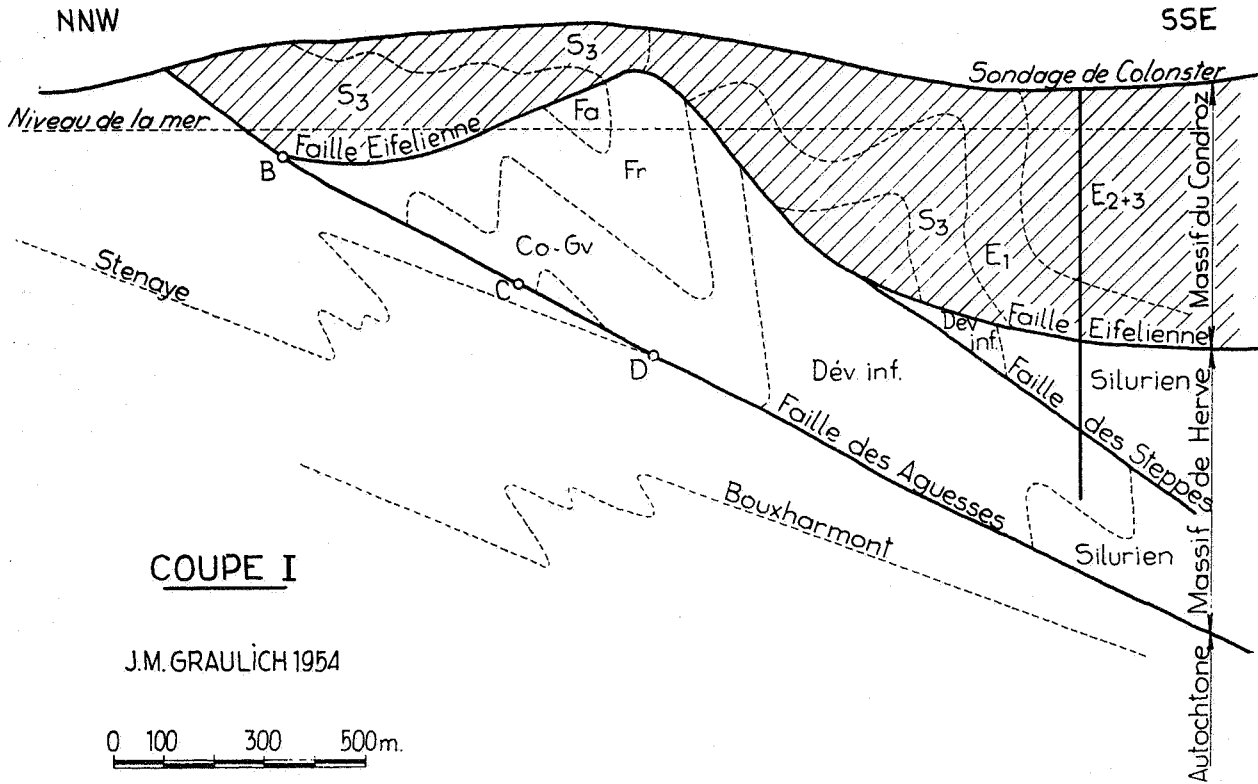 NNW
SSE
S3
Sondage de Colonster
S3
Niveau de la mer
Fa
Faille Eifelienne
B
Fr
E2+3
Massif du Condroz
S3
Co-Gv
E1
Stenaye
C
Dév. inf.
Faille Eifelienne
D
Dév. inf.
Silurien
Faille des Steppes
Faille des Aguesses
Massif de Herve
Bouxharmont
Silurien
COUPE I
J.M. GRAULICH 1954
Autochtone
0 100 300 500m.